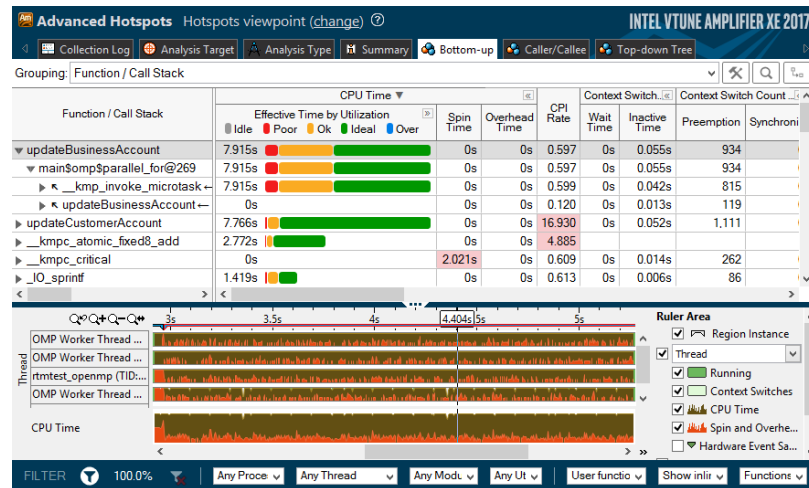 Advanced Hotspots Hotspots viewpoint (change) ? INTEL VTUNE AMPLIFIER XE 2017
Collection Log Analysis Target Analysis Type Summary Bottom-up Caller/Callee Top-down Tree
Grouping: Function / Call Stack
Function / Call Stack
CPU Time
Effective Time by Utilization
Idle Poor Ok Ideal Over
Spin Time
Overhead Time
CPI Rate
Context Switch..
Wait Time
Inactive Time
Context Switch Count ...
Preemption
Synchroni
updateBusinessAccount 7.915s 0s 0s 0.597 0s 0.055s 934
main$omp$parallel_for@269 7.915s 0s 0s 0.597 0s 0.055s 934
__kmp_invoke_microtask ← 7.915s 0s 0s 0.599 0s 0.042s 815
updateBusinessAccount ← 0s 0s 0s 0.120 0s 0.013s 119
updateCustomerAccount 7.766s 0s 0s 16.930 0s 0.052s 1,111
__kmpc_atomic_fixed8_add 2.772s 0s 0s 4.885
__kmpc_critical 0s 2.021s 0s 0.609 0s 0.014s 262
_IO_sprintf 1.419s 0s 0s 0.613 0s 0.006s 86
3s 3.5s 4s 4.404s 5s 5s
Thread
OMP Worker Thread ...
OMP Worker Thread ...
rtmtest_openmp (TID:...
OMP Worker Thread ...
CPU Time
Ruler Area
Region Instance
Thread
Running
Context Switches
CPU Time
Spin and Overhe...
Hardware Event Sa...
FILTER 100.0% Any Proce Any Thread Any Modu Any Ut User functio Show inlin Functions